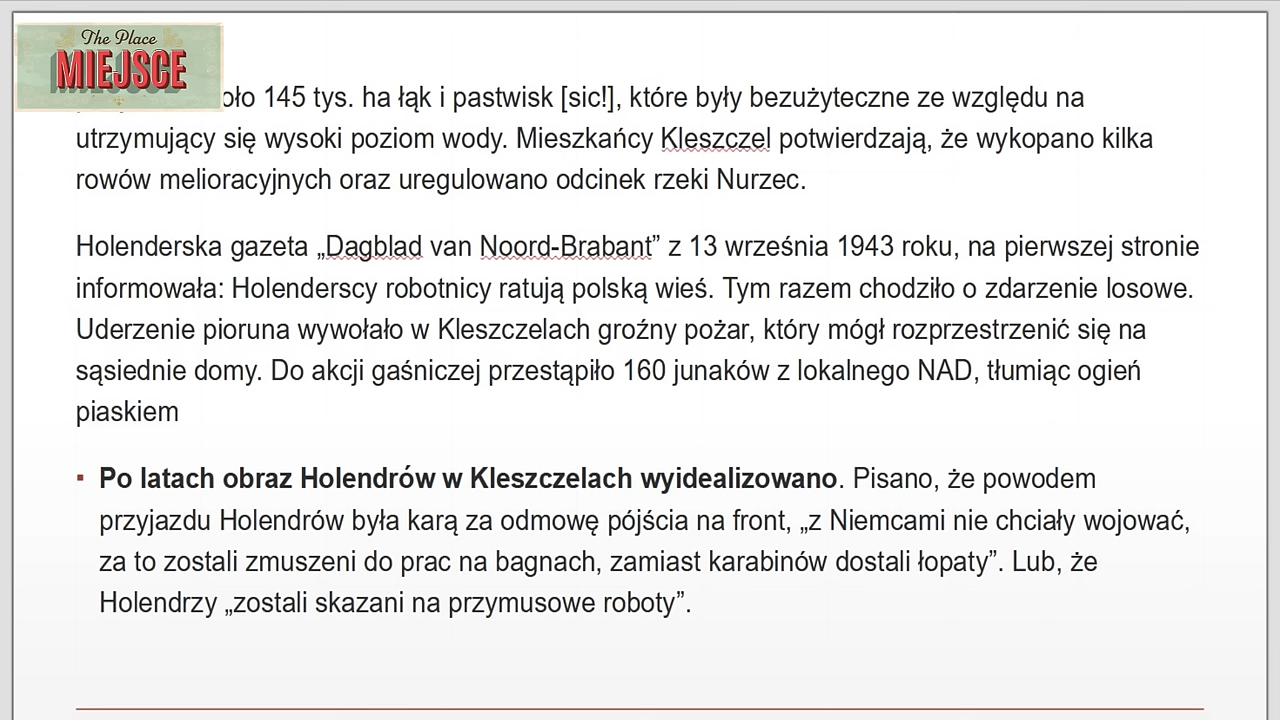 The Place
MIEJSCE
145 tys. ha łąk i pastwisk [sic!], które były bezużyteczne ze względu na
utrzymujący się wysoki poziom wody. Mieszkańcy Kleszczel potwierdzają, że wykopano kilka
rowów melioracyjnych oraz uregulowano odcinek rzeki Nurzec.
Holenderska gazeta „Dagblad van Noord-Brabant” z 13 września 1943 roku, na pierwszej stronie
informowała: Holenderscy robotnicy ratują polską wieś. Tym razem chodziło o zdarzenie losowe.
Uderzenie pioruna wywołało w Kleszczelach groźny pożar, który mógł rozprzestrzenić się na
sąsiednie domy. Do akcji gaśniczej przestąpiło 160 junaków z lokalnego NAD, tłumiąc ogień
piaskiem
▪ Po latach obraz Holendrów w Kleszczelach wyidealizowano. Pisano, że powodem
przyjazdu Holendrów była karą za odmowę pójścia na front, „z Niemcami nie chciały wojować,
za to zostali zmuszeni do prac na bagnach, zamiast karabinów dostali łopaty”. Lub, że
Holendrzy „zostali skazani na przymusowe roboty”.